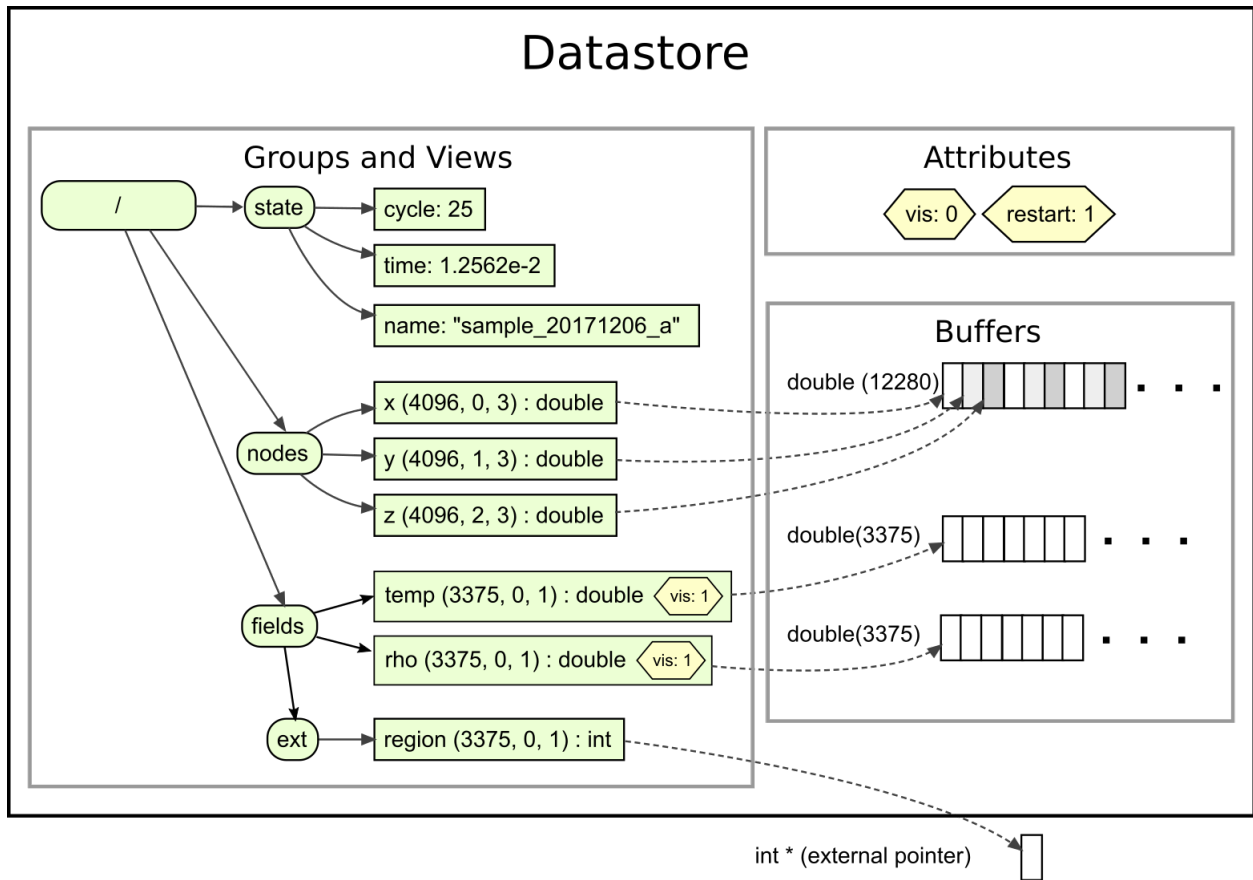 Datastore
Groups and Views
/
state
cycle: 25
time: 1.2562e-2
name: "sample_20171206_a"
nodes
x (4096, 0, 3) : double
y (4096, 1, 3) : double
z (4096, 2, 3) : double
fields
temp (3375, 0, 1) : double
vis: 1
rho (3375, 0, 1) : double
vis: 1
ext
region (3375, 0, 1) : int
Attributes
vis: 0
restart: 1
Buffers
double (12280)
. . .
double(3375)
. . .
double(3375)
. . .
int * (external pointer)